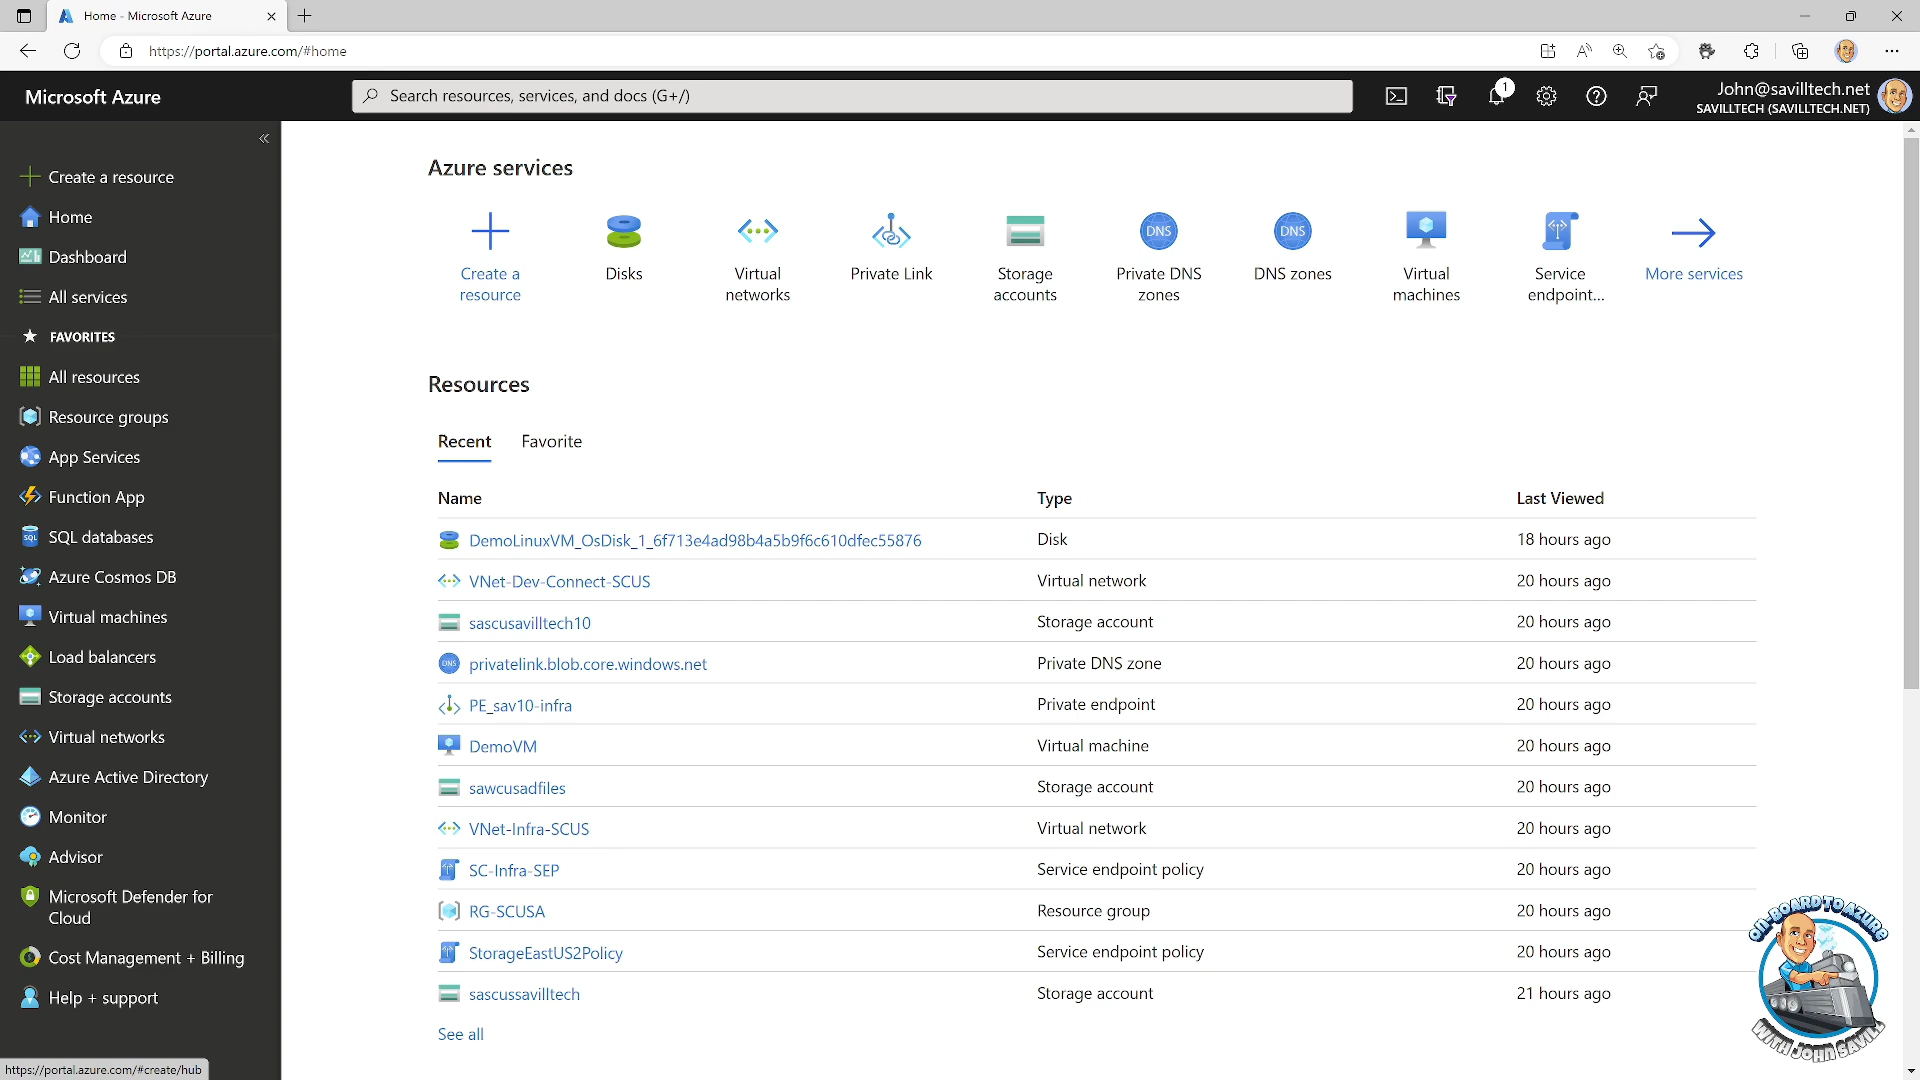 Home - Microsoft Azure
https://portal.azure.com/#home
Microsoft Azure
Search resources, services, and docs (G+/)
1
John@savilltech.net
SAVILLTECH (SAVILLTECH.NET)
Create a resource
Home
Dashboard
All services
FAVORITES
All resources
Resource groups
App Services
Function App
SQL databases
Azure Cosmos DB
Virtual machines
Load balancers
Storage accounts
Virtual networks
Azure Active Directory
Monitor
Advisor
Microsoft Defender for
Cloud
Cost Management + Billing
Help + support
https://portal.azure.com/#create/hub
Azure services
Create a
resource
Disks
Virtual
networks
Private Link
Storage
accounts
DNS
Private DNS
zones
DNS
DNS zones
Virtual
machines
Service
endpoint...
More services
Resources
Recent Favorite
Name Type Last Viewed
DemoLinuxVM_OsDisk_1_6f713e4ad98b4a5b9f6c610dfec55876 Disk 18 hours ago
VNet-Dev-Connect-SCUS Virtual network 20 hours ago
sascusavilltech10 Storage account 20 hours ago
privatelink.blob.core.windows.net Private DNS zone 20 hours ago
PE_sav10-infra Private endpoint 20 hours ago
DemoVM Virtual machine 20 hours ago
sawcusadfiles Storage account 20 hours ago
VNet-Infra-SCUS Virtual network 20 hours ago
SC-Infra-SEP Service endpoint policy 20 hours ago
RG-SCUSA Resource group 20 hours ago
StorageEastUS2Policy Service endpoint policy 20 hours ago
sascussavilltech Storage account 21 hours ago
See all
ON-BOARD TO AZURE
WITH JOHN SAVILL